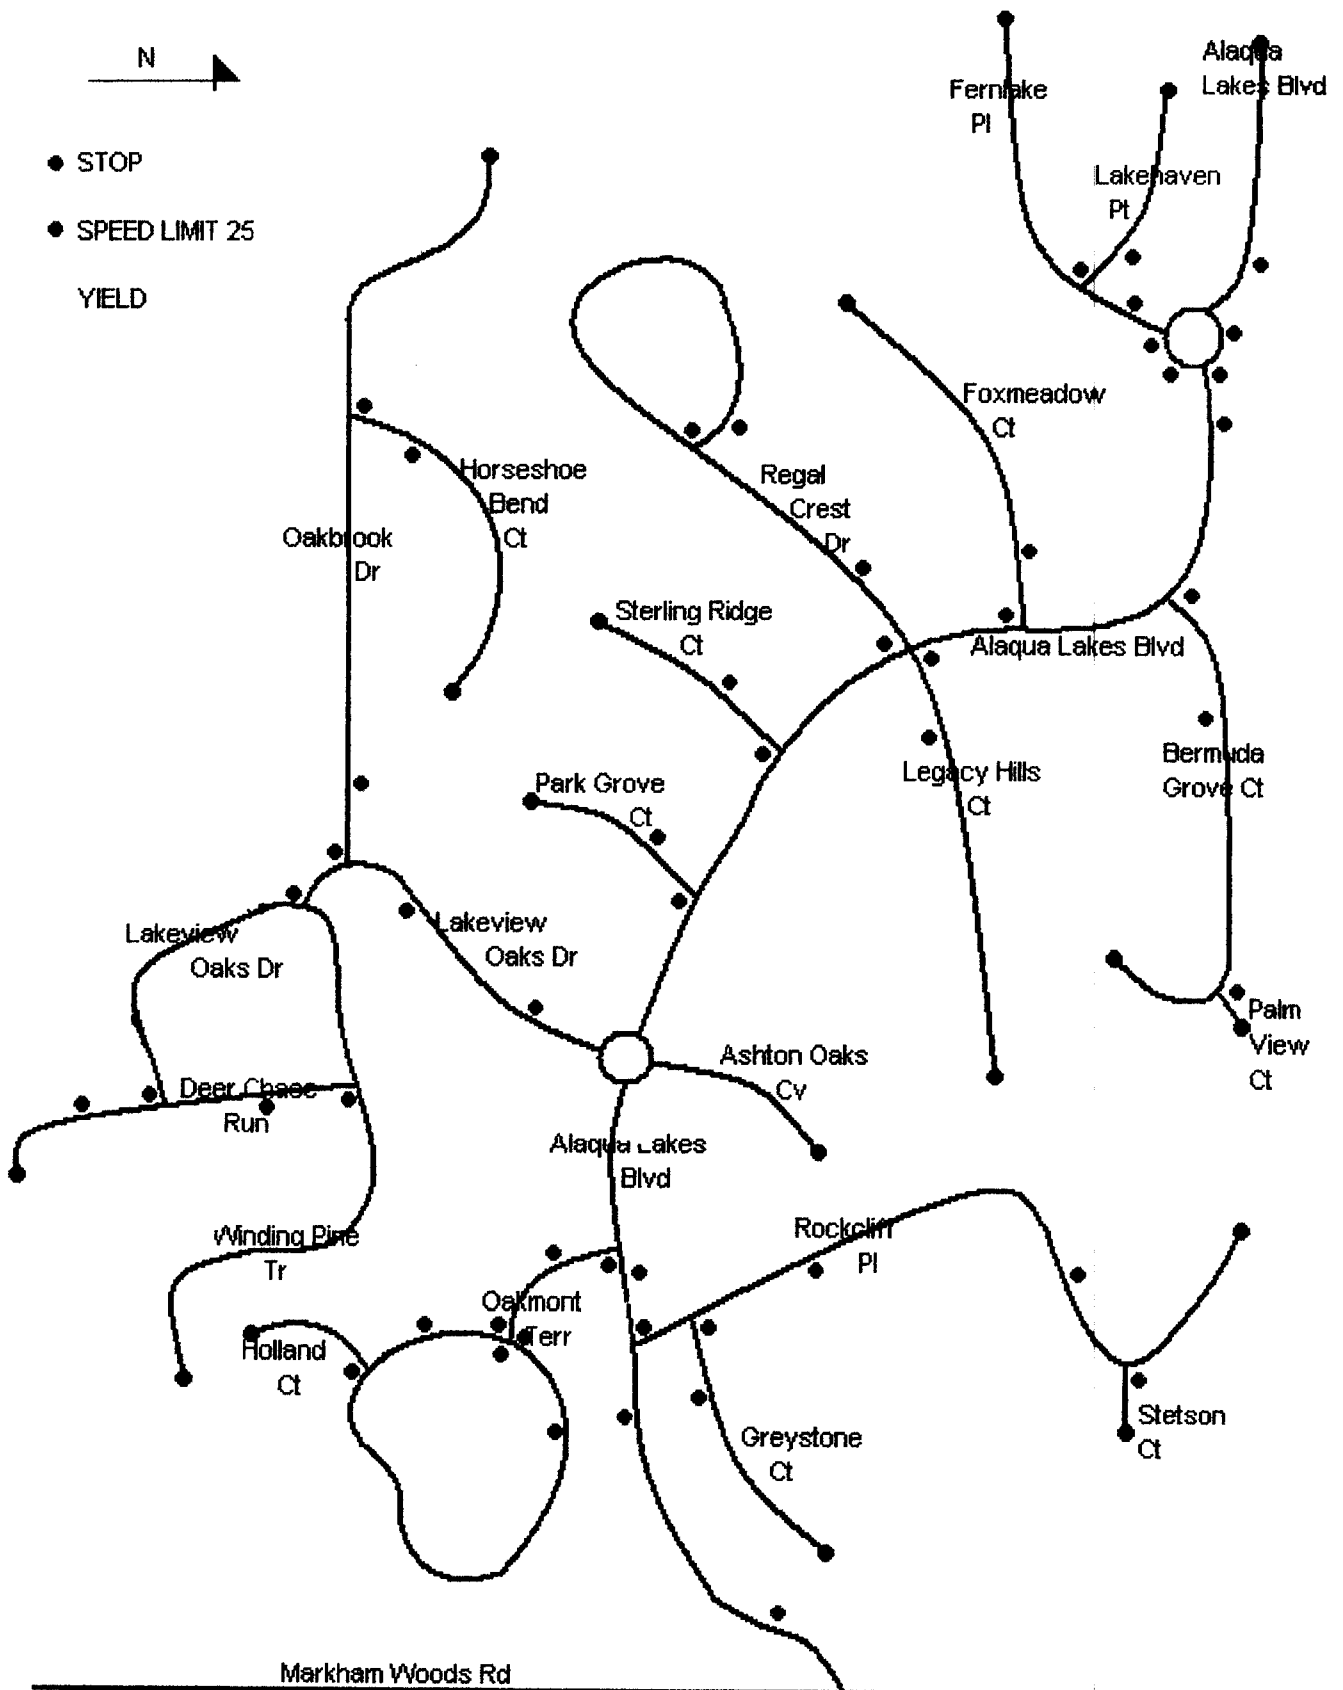 N
STOP
SPEED LIMIT 25
YIELD
Alaqua
Lakes Blvd
Fernlake
Pl
Lakehaven
Pt
Foxmeadow
Ct
Horseshoe
Bend
Ct
Regal
Crest
Dr
Oakbrook
Dr
Sterling Ridge
Ct
Alaqua Lakes Blvd
Park Grove
Ct
Legacy Hills
Ct
Bermuda
Grove Ct
Lakeview
Oaks Dr
Lakeview
Oaks Dr
Palm
View
Ct
Ashton Oaks
Cv
Deer Chase
Run
Alaqua Lakes
Blvd
Winding Pine
Tr
Rockcliff
Pl
Oakmont
Terr
Holland
Ct
Greystone
Ct
Stetson
Ct
Markham Woods Rd